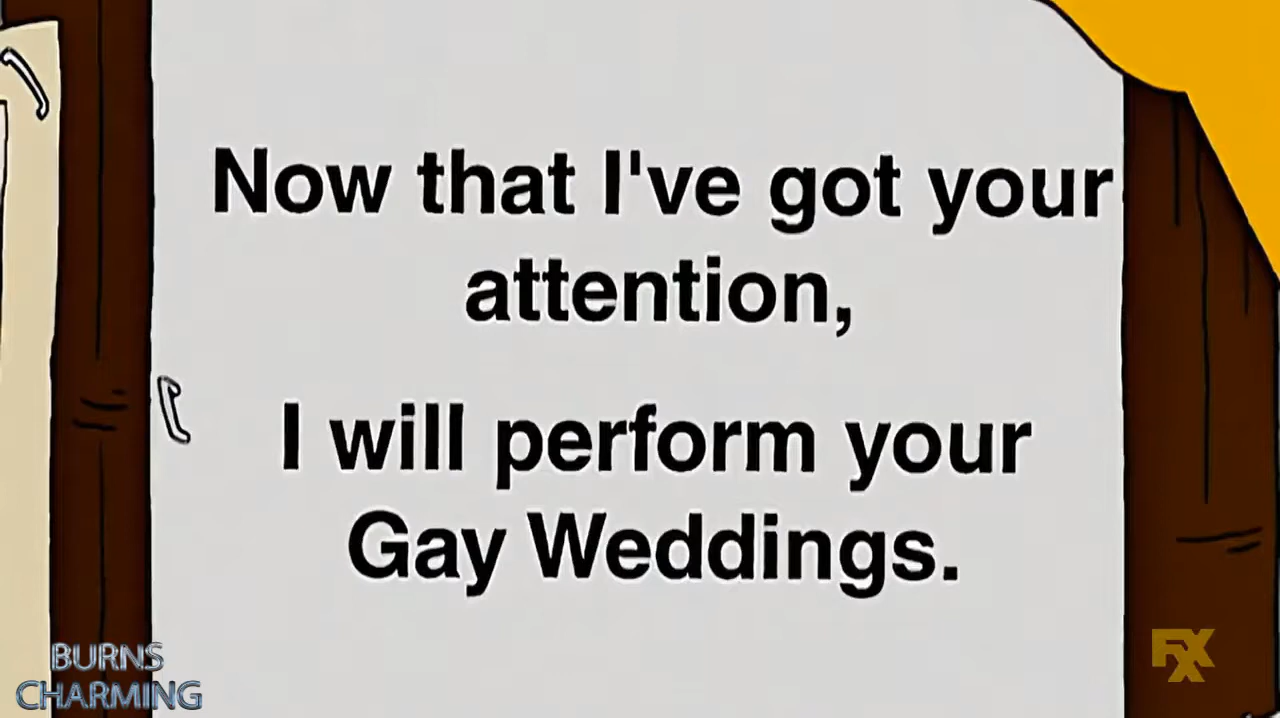 Now that I've got your
attention,
I will perform your
Gay Weddings.
BURNS
CHARMING
FX